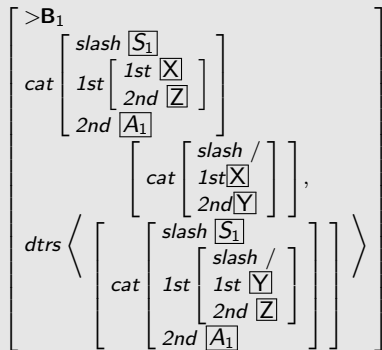 >B₁
slash S₁
cat 1st 1st X
2nd Z
2nd A₁
slash /
cat 1st X ,
2nd Y
dtrs ⟨ ⟩
slash S₁
slash /
cat 1st 1st Y
2nd Z
2nd A₁